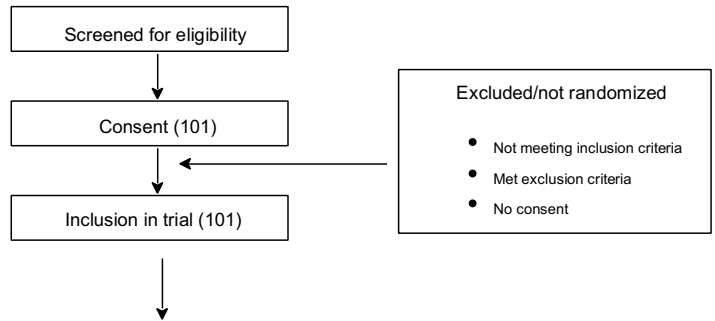 Screened for eligibility
Consent (101)
Inclusion in trial (101)
Excluded/not randomized
• Not meeting inclusion criteria
• Met exclusion criteria
• No consent